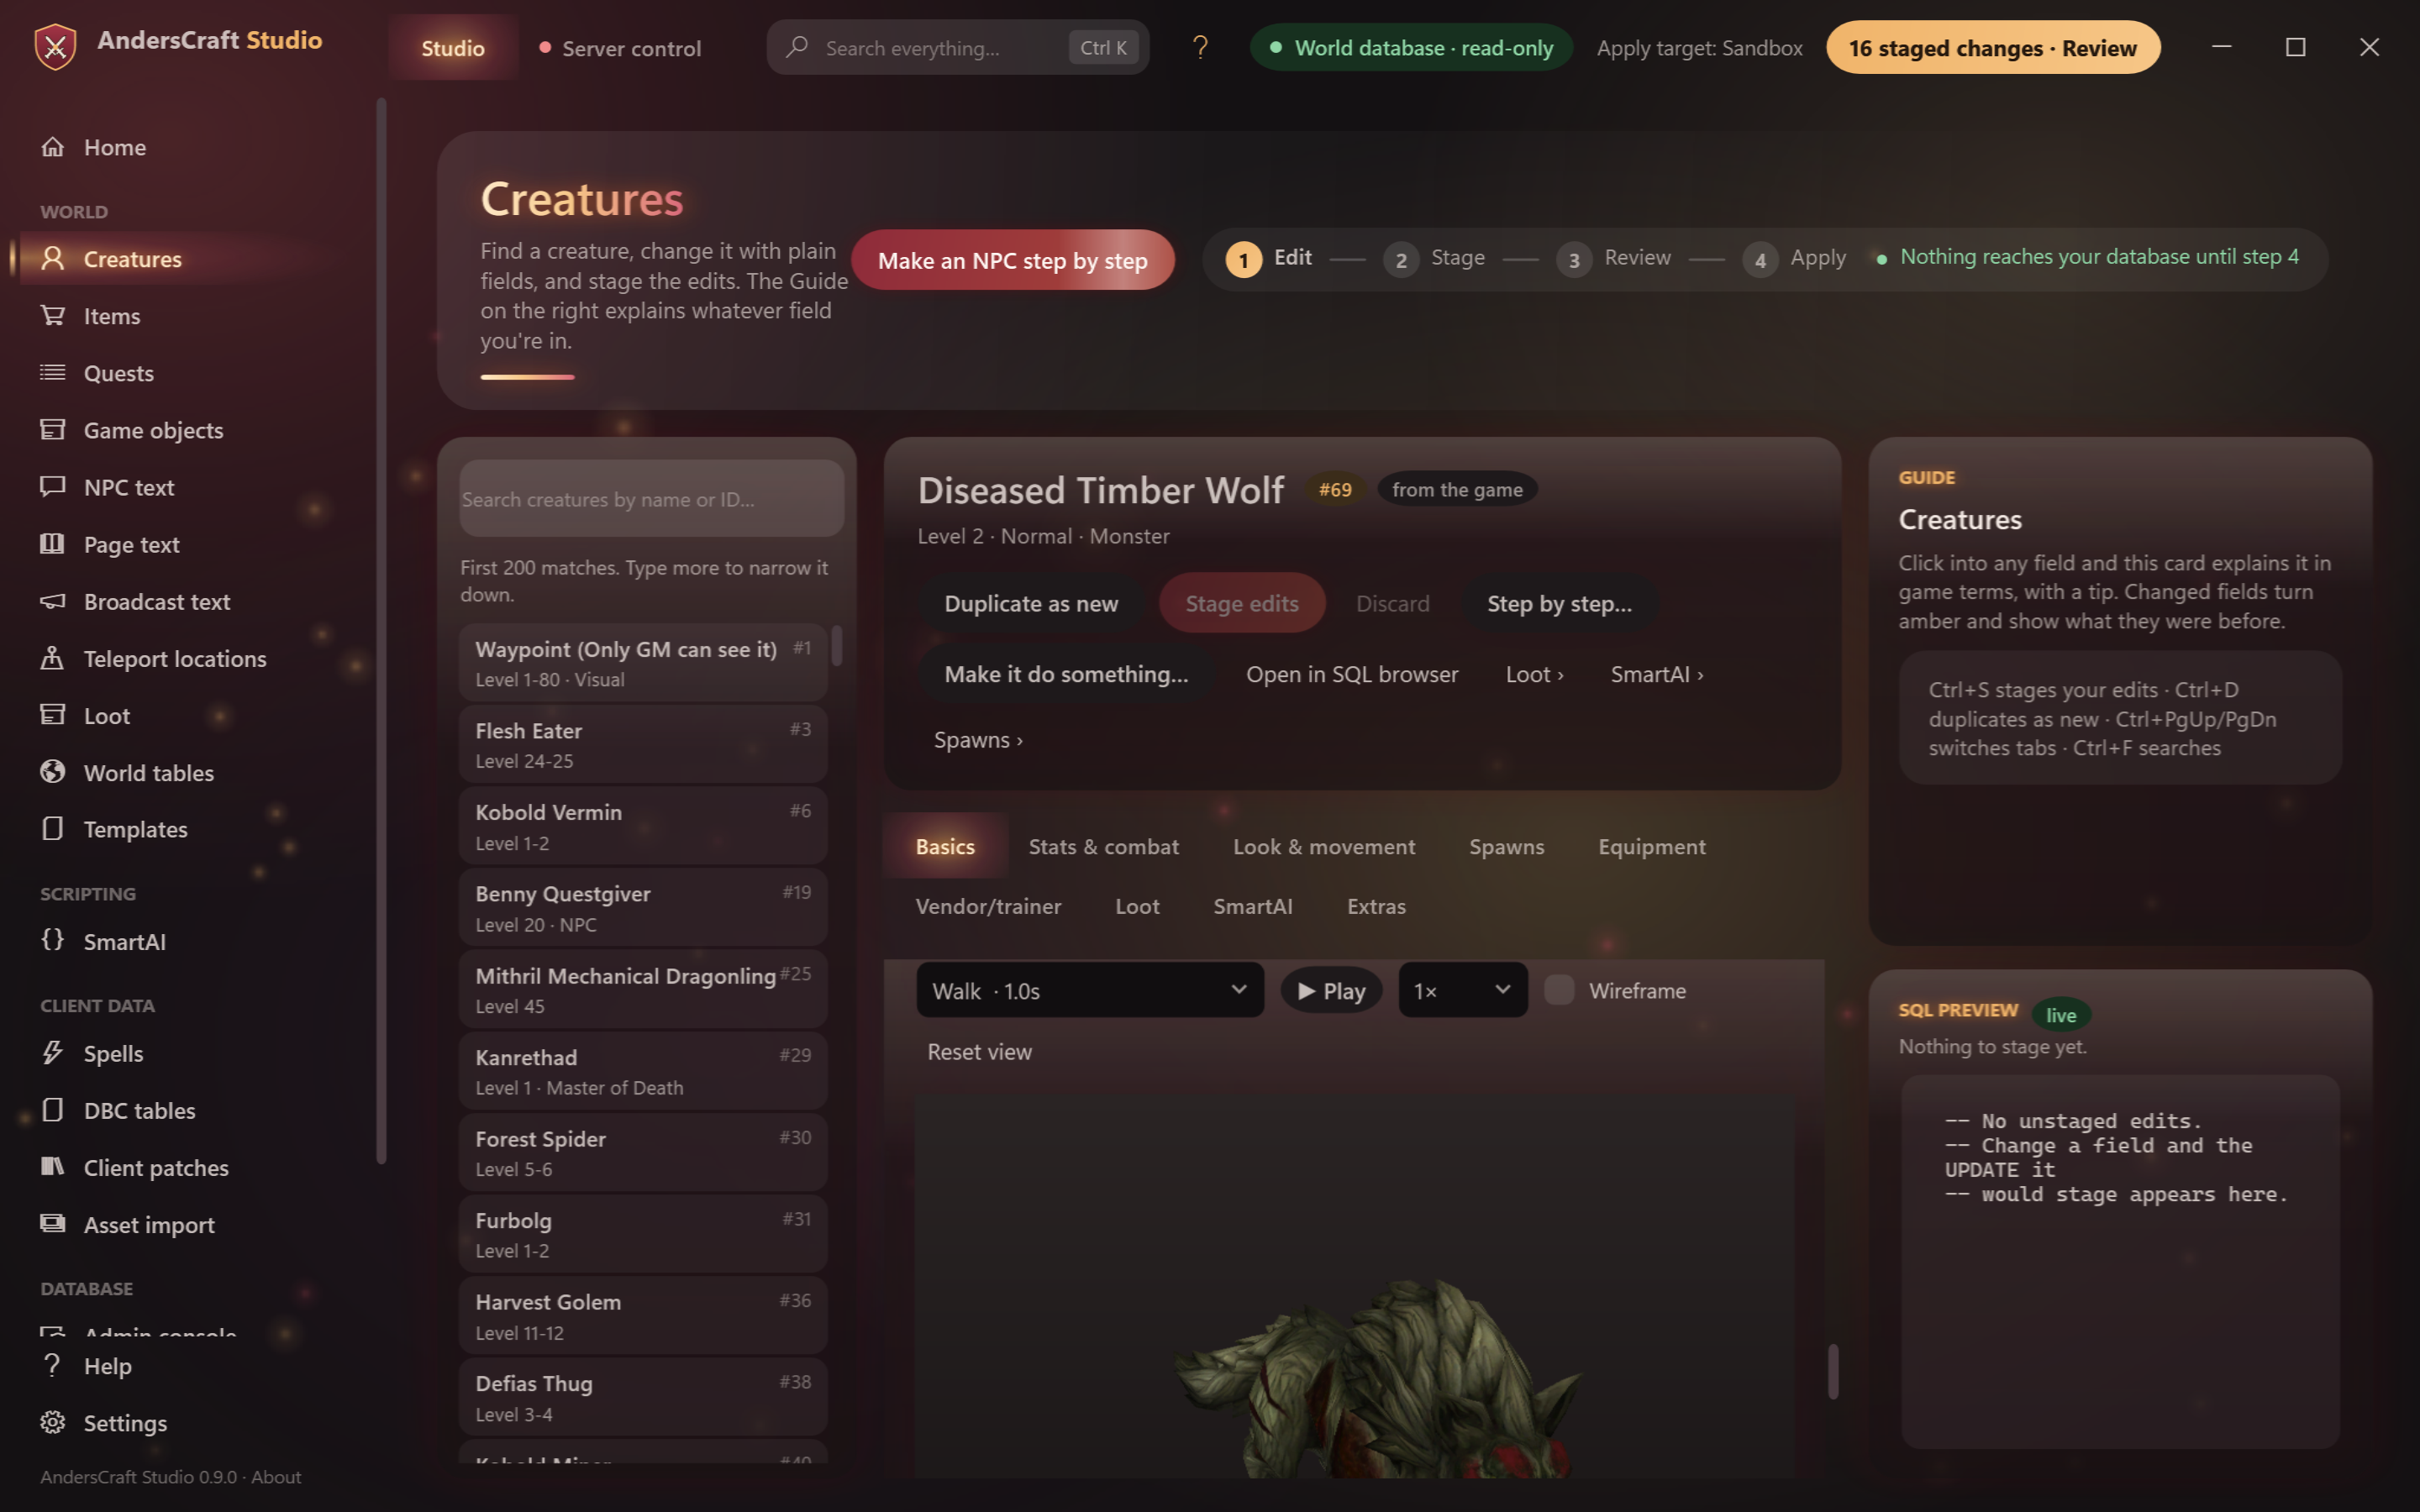 AndersCraft Studio
Studio
Server control
Search everything...
Ctrl K
?
World database · read-only
Apply target: Sandbox
16 staged changes · Review
Home
WORLD
Creatures
Items
Quests
Game objects
NPC text
Page text
Broadcast text
Teleport locations
Loot
World tables
Templates
SCRIPTING
SmartAI
CLIENT DATA
Spells
DBC tables
Client patches
Asset import
DATABASE
Admin console
Help
Settings
AndersCraft Studio 0.9.0 · About
Creatures
Find a creature, change it with plain
fields, and stage the edits. The Guide
on the right explains whatever field
you're in.
Make an NPC step by step
1 Edit
2 Stage
3 Review
4 Apply
Nothing reaches your database until step 4
Search creatures by name or ID...
First 200 matches. Type more to narrow it
down.
Waypoint (Only GM can see it) #1
Level 1-80 · Visual
Flesh Eater #3
Level 24-25
Kobold Vermin #6
Level 1-2
Benny Questgiver #19
Level 20 · NPC
Mithril Mechanical Dragonling #25
Level 45
Kanrethad #29
Level 1 · Master of Death
Forest Spider #30
Level 5-6
Furbolg #31
Level 1-2
Harvest Golem #36
Level 11-12
Defias Thug #38
Level 3-4
Kobold Miner #40
Diseased Timber Wolf #69 from the game
Level 2 · Normal · Monster
Duplicate as new
Stage edits
Discard
Step by step...
Make it do something...
Open in SQL browser
Loot ›
SmartAI ›
Spawns ›
Basics
Stats & combat
Look & movement
Spawns
Equipment
Vendor/trainer
Loot
SmartAI
Extras
Walk · 1.0s
Play
1×
Wireframe
Reset view
GUIDE
Creatures
Click into any field and this card explains it in
game terms, with a tip. Changed fields turn
amber and show what they were before.
Ctrl+S stages your edits · Ctrl+D
duplicates as new · Ctrl+PgUp/PgDn
switches tabs · Ctrl+F searches
SQL PREVIEW live
Nothing to stage yet.
-- No unstaged edits.
-- Change a field and the
UPDATE it
-- would stage appears here.